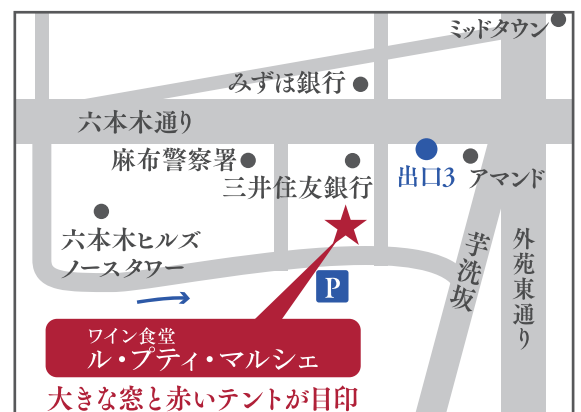 ミッドタウン
みずほ銀行
六本木通り
麻布警察署
三井住友銀行
出口3
アマンド
六本木ヒルズ
ノースタワー
芋洗坂
外苑東通り
P
ワイン食堂
ル・プティ・マルシェ
大きな窓と赤いテントが目印